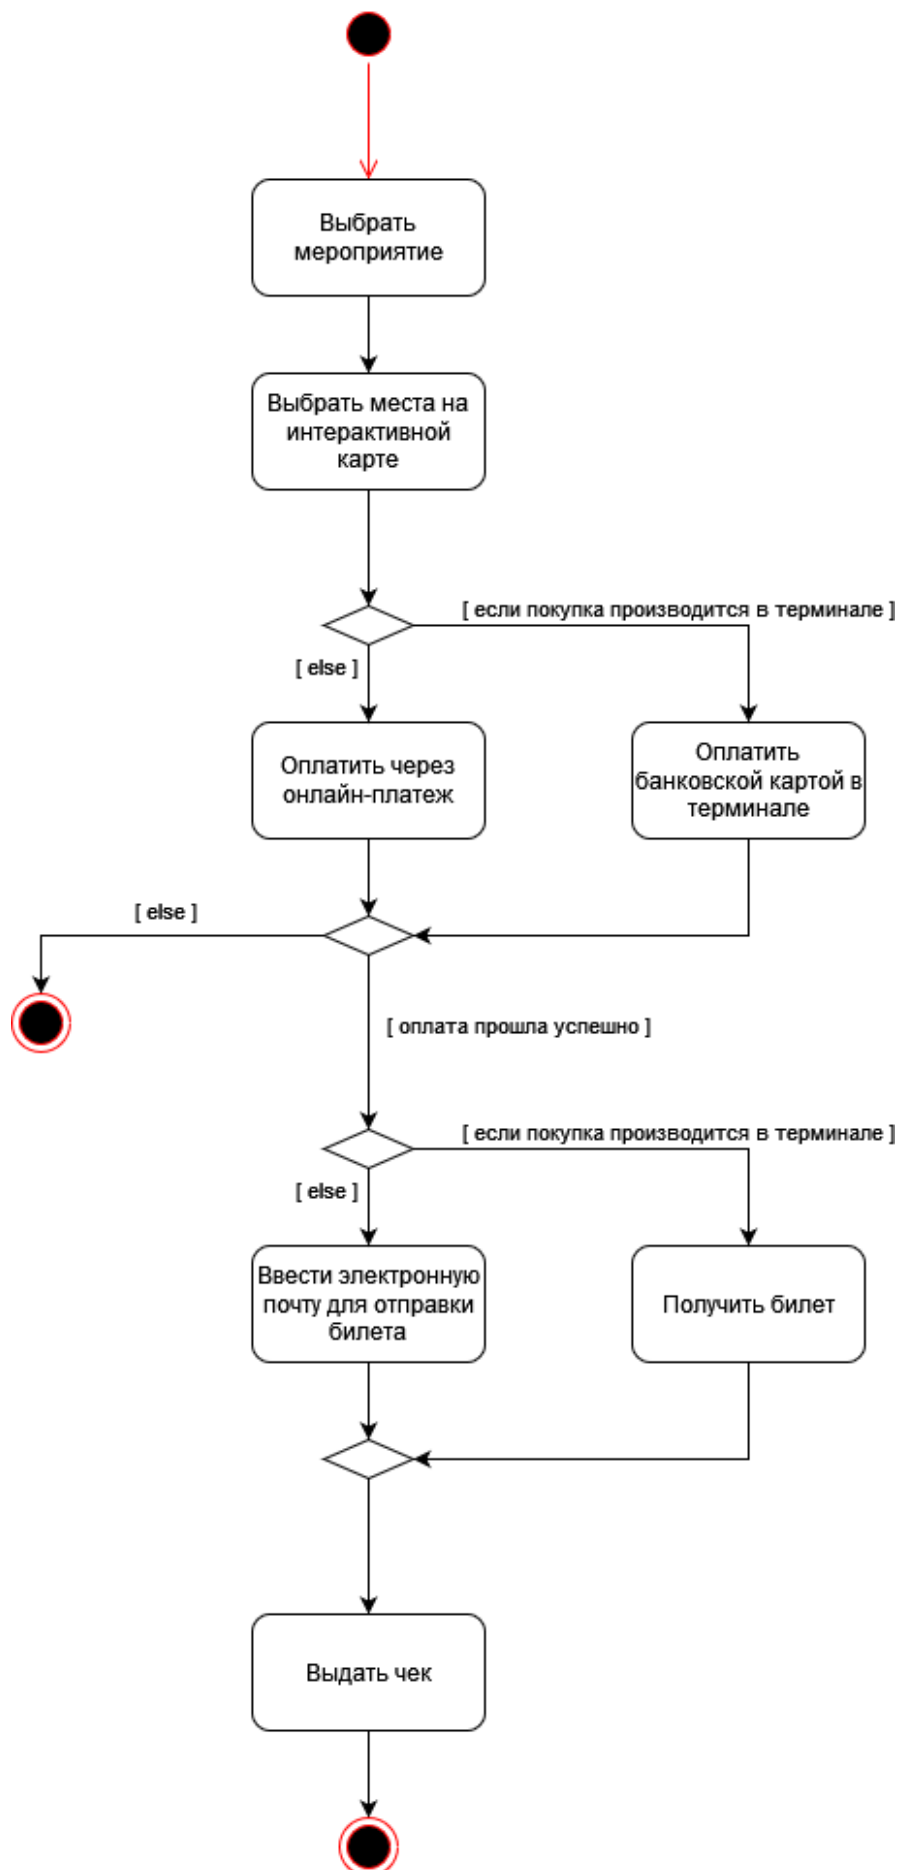 Выбрать
мероприятие
Выбрать места на
интерактивной
карте
[ если покупка производится в терминале ]
[ else ]
Оплатить через
онлайн-платеж
Оплатить
банковской картой в
терминале
[ else ]
[ оплата прошла успешно ]
[ если покупка производится в терминале ]
[ else ]
Ввести электронную
почту для отправки
билета
Получить билет
Выдать чек